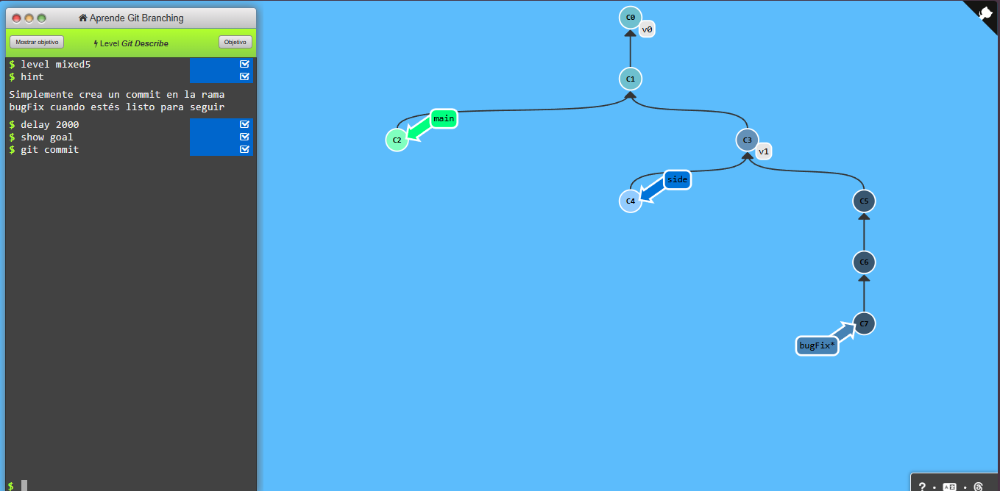 Aprende Git Branching
Mostrar objetivo
Level Git Describe
Objetivo
$ level mixed5
$ hint
Simplemente crea un commit en la rama
bugFix cuando estés listo para seguir
$ delay 2000
$ show goal
$ git commit
$
C0
v0
C1
main
C2
C3
v1
side
C4
C5
C6
C7
bugFix*
?